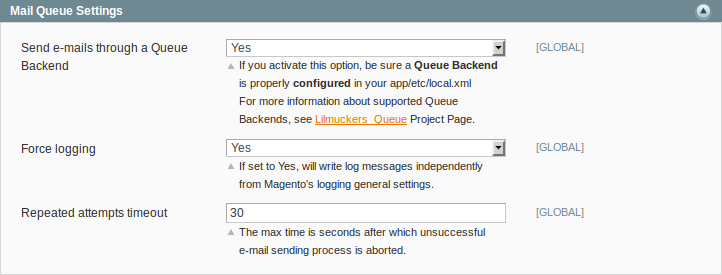 Mail Queue Settings
Send e-mails through a Queue Backend
Yes
[GLOBAL]
If you activate this option, be sure a Queue Backend
is properly configured in your app/etc/local.xml
For more information about supported Queue
Backends, see Lilmuckers_Queue Project Page.
Force logging
Yes
[GLOBAL]
If set to Yes, will write log messages independently
from Magento's logging general settings.
Repeated attempts timeout
30
[GLOBAL]
The max time is seconds after which unsuccessful
e-mail sending process is aborted.